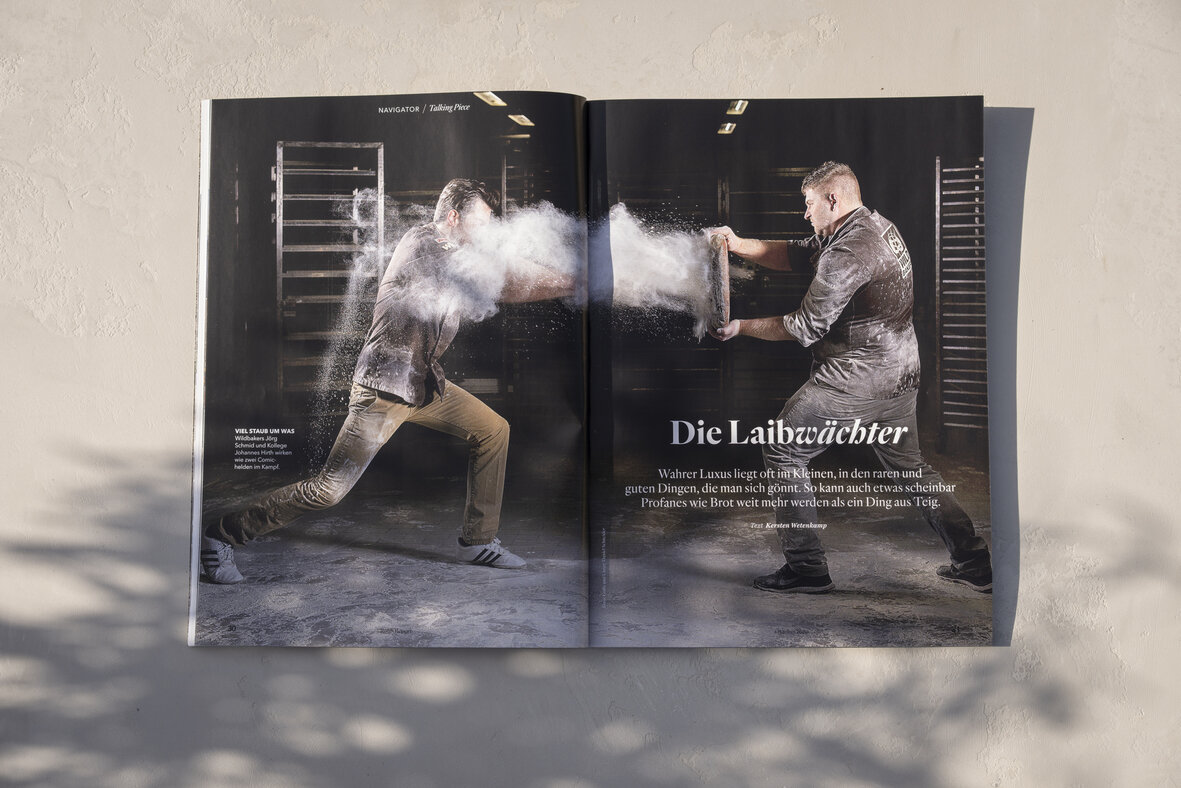 NAVIGATOR / Talking Piece
VIEL STAUB UM WAS
Wildbakers Jörg
Schmid und Kollege
Johannes Hirth wirken
wie zwei Comic-
helden im Kampf.
Die Laibwächter
Wahrer Luxus liegt oft im Kleinen, in den raren und
guten Dingen, die man sich gönnt. So kann auch etwas scheinbar
Profanes wie Brot weit mehr werden als ein Ding aus Teig.
Text Kersten Wetenkamp